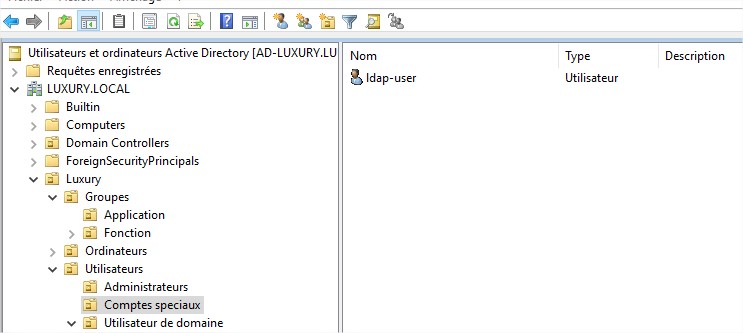 Utilisateurs et ordinateurs Active Directory [AD-LUXURY.LU
Requêtes enregistrées
LUXURY.LOCAL
Builtin
Computers
Domain Controllers
ForeignSecurityPrincipals
Luxury
Groupes
Application
Fonction
Ordinateurs
Utilisateurs
Administrateurs
Comptes speciaux
Utilisateur de domaine
Nom Type Description
ldap-user Utilisateur